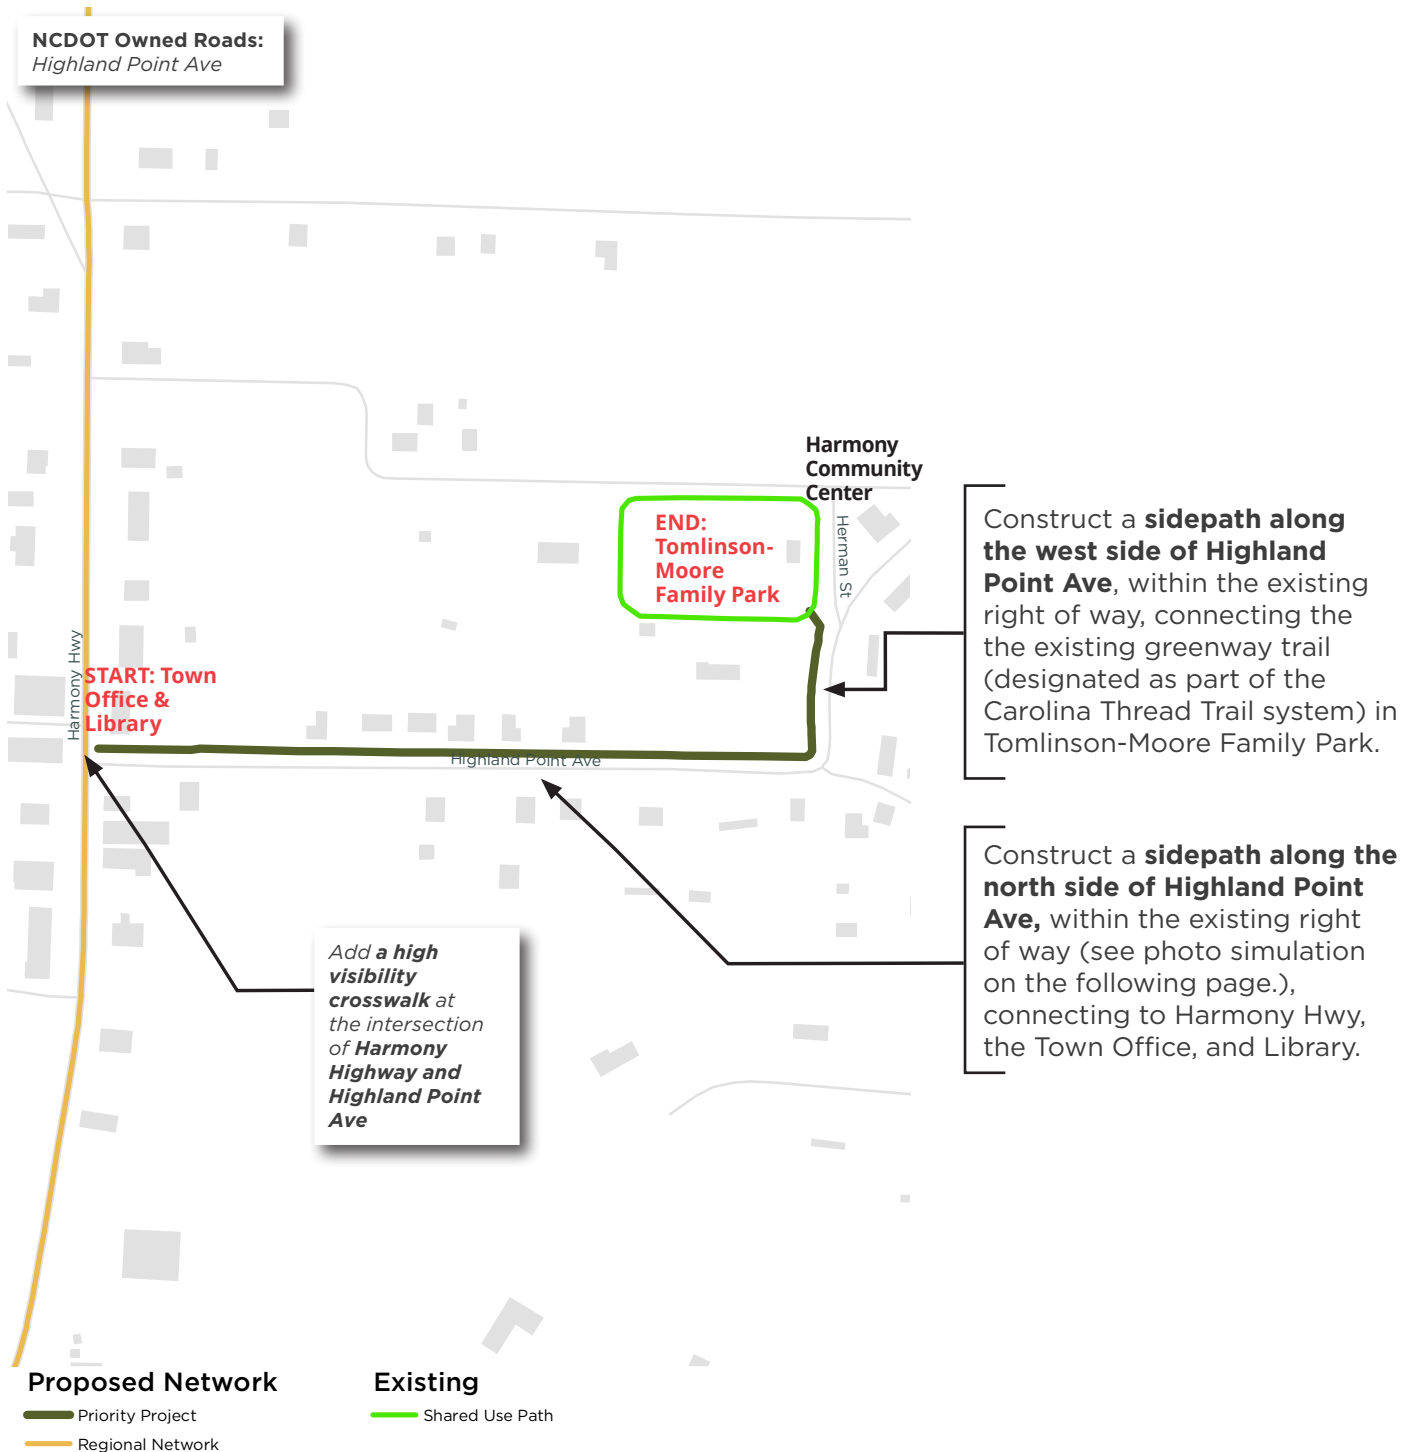 NCDOT Owned Roads:
Highland Point Ave
Harmony
Community
Center
END:
Tomlinson-
Moore
Family Park
Herman St
Harmony Hwy
START: Town
Office &
Library
Highland Point Ave
Construct a sidepath along
the west side of Highland
Point Ave, within the existing
right of way, connecting the
the existing greenway trail
(designated as part of the
Carolina Thread Trail system) in
Tomlinson-Moore Family Park.
Construct a sidepath along the
north side of Highland Point
Ave, within the existing right
of way (see photo simulation
on the following page.),
connecting to Harmony Hwy,
the Town Office, and Library.
Add a high
visibility
crosswalk at
the intersection
of Harmony
Highway and
Highland Point
Ave
Proposed Network
Priority Project
Regional Network
Existing
Shared Use Path